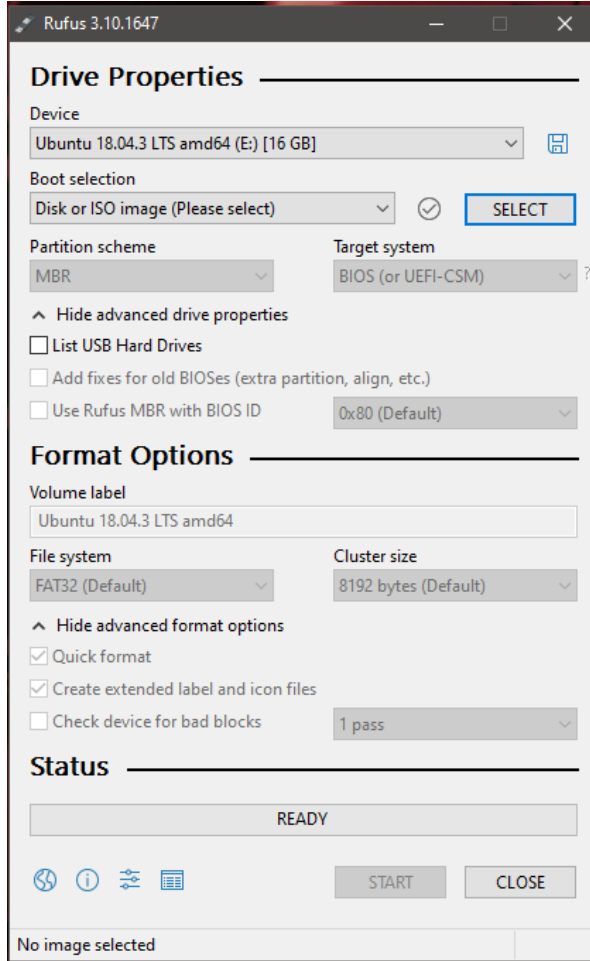 Rufus 3.10.1647
Drive Properties
Device
Ubuntu 18.04.3 LTS amd64 (E:) [16 GB]
Boot selection
Disk or ISO image (Please select)
SELECT
Partition scheme
Target system
MBR
BIOS (or UEFI-CSM)
?
Hide advanced drive properties
List USB Hard Drives
Add fixes for old BIOSes (extra partition, align, etc.)
Use Rufus MBR with BIOS ID
0x80 (Default)
Format Options
Volume label
Ubuntu 18.04.3 LTS amd64
File system
Cluster size
FAT32 (Default)
8192 bytes (Default)
Hide advanced format options
Quick format
Create extended label and icon files
Check device for bad blocks
1 pass
Status
READY
START
CLOSE
No image selected